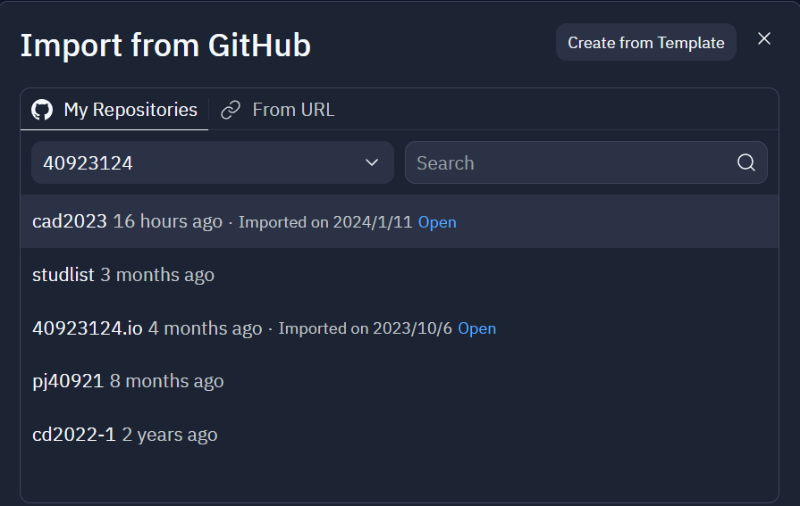 Import from GitHub
Create from Template
My Repositories
From URL
40923124
Search
cad2023 16 hours ago · Imported on 2024/1/11 Open
studlist 3 months ago
40923124.io 4 months ago · Imported on 2023/10/6 Open
pj40921 8 months ago
cd2022-1 2 years ago